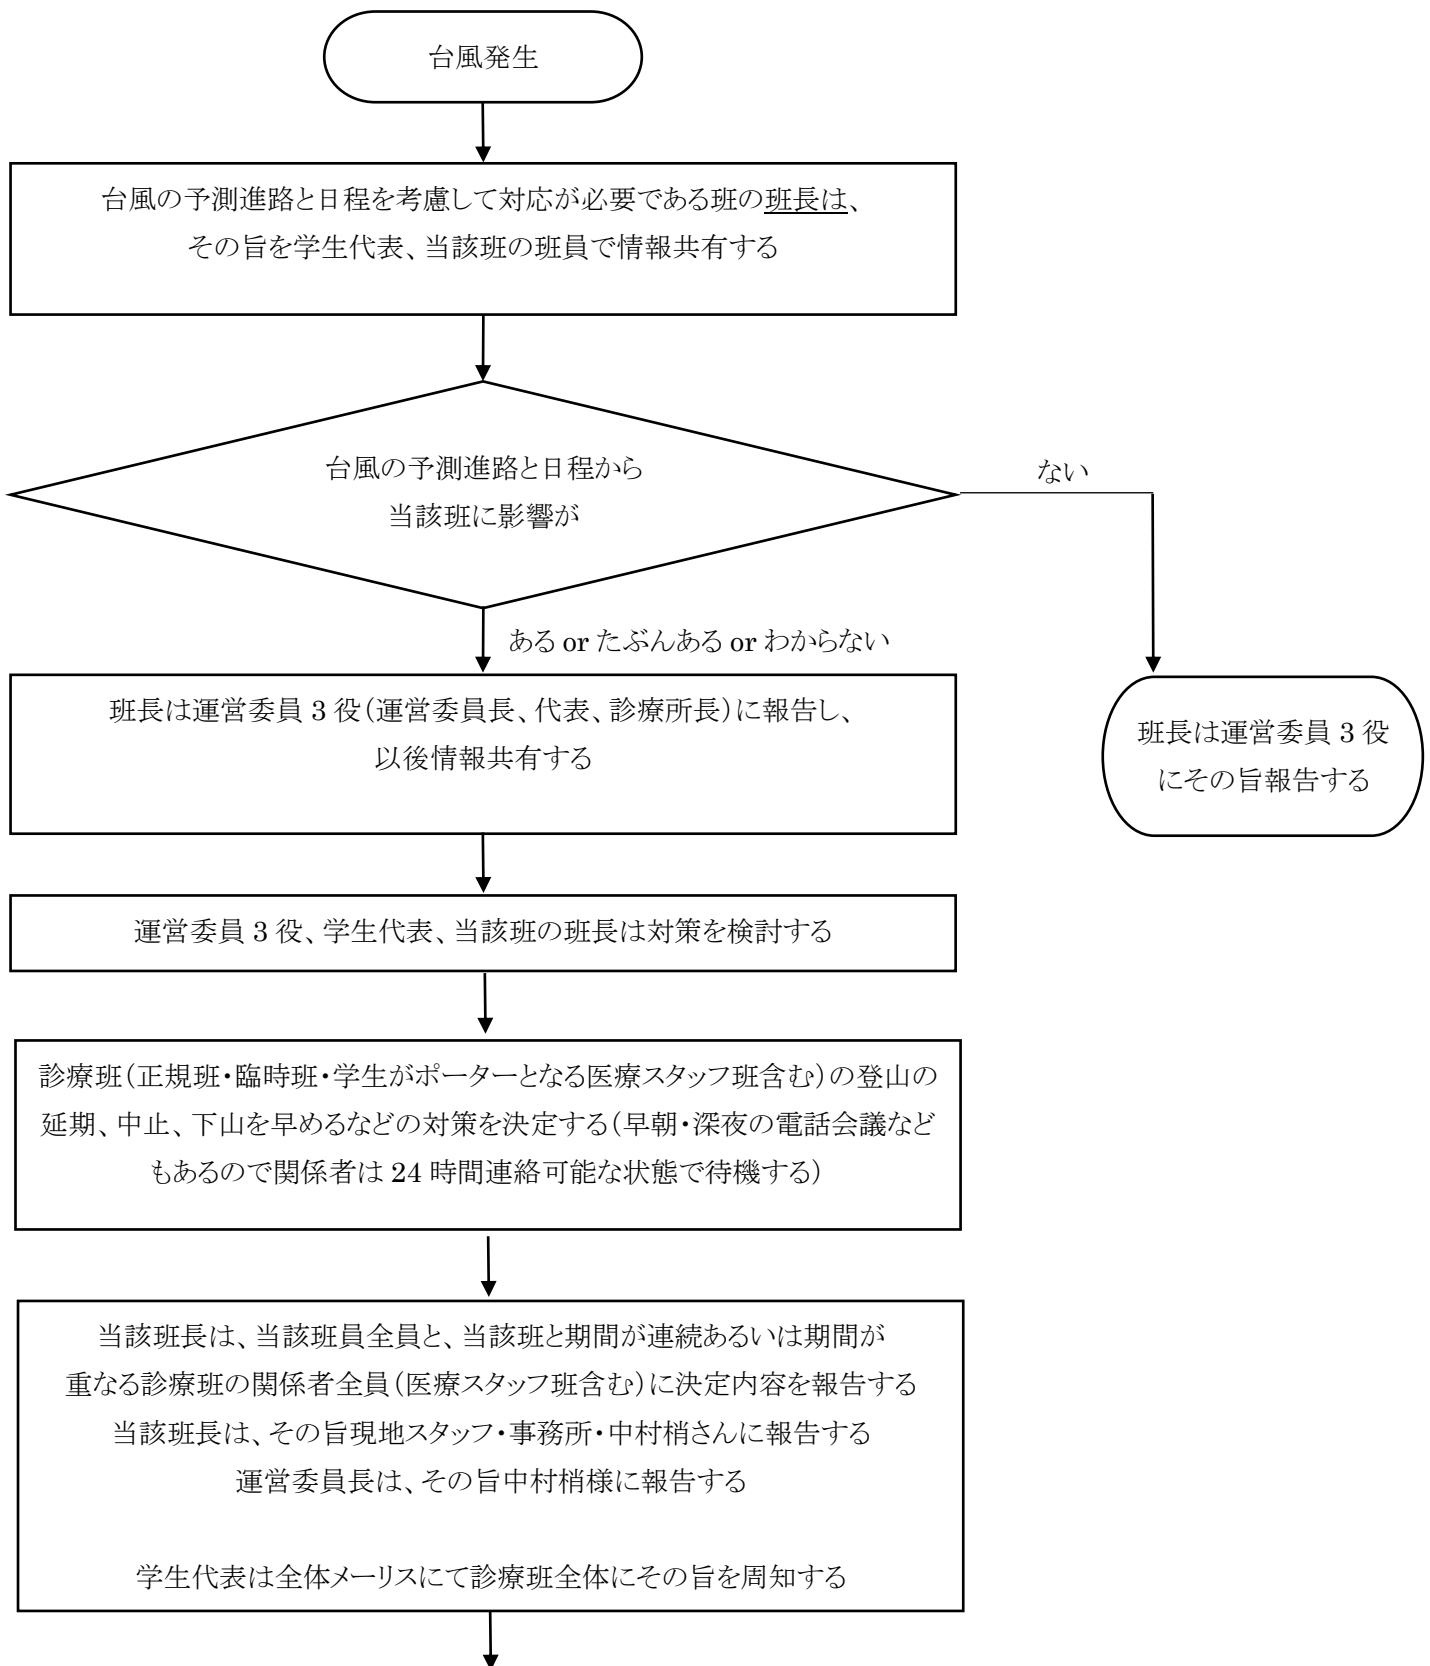 台風発生
台風の予測進路と日程を考慮して対応が必要である班の班長は、
その旨を学生代表、当該班の班員で情報共有する
台風の予測進路と日程から
当該班に影響が
ない
ある or たぶんある or わからない
班長は運営委員 3 役（運営委員長、代表、診療所長）に報告し、
以後情報共有する
班長は運営委員 3 役
にその旨報告する
運営委員 3 役、学生代表、当該班の班長は対策を検討する
診療班（正規班・臨時班・学生がポーターとなる医療スタッフ班含む）の登山の
延期、中止、下山を早めるなどの対策を決定する（早朝・深夜の電話会議など
もあるので関係者は 24 時間連絡可能な状態で待機する）
当該班長は、当該班員全員と、当該班と期間が連続あるいは期間が
重なる診療班の関係者全員（医療スタッフ班含む）に決定内容を報告する
当該班長は、その旨現地スタッフ・事務所・中村梢さんに報告する
運営委員長は、その旨中村梢様に報告する
学生代表は全体メーリスにて診療班全体にその旨を周知する